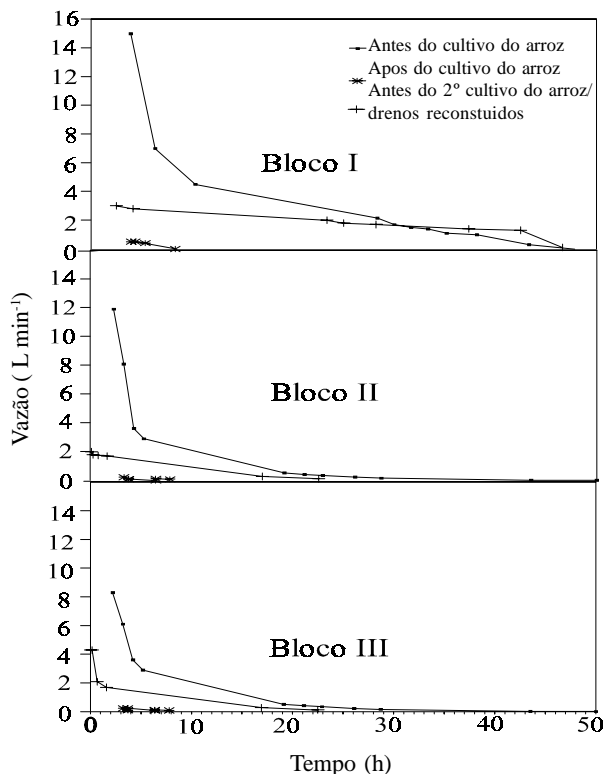 16
14
12
10
8
6
4
2
0
Antes do cultivo do arroz
Apos do cultivo do arroz
Antes do 2º cultivo do arroz/
drenos reconstuidos
Bloco I
14
12
10
8
6
4
2
0
Bloco II
Vazão ( L min-1)
14
12
10
8
6
4
2
0
Bloco III
0 10 20 30 40 50
Tempo (h)